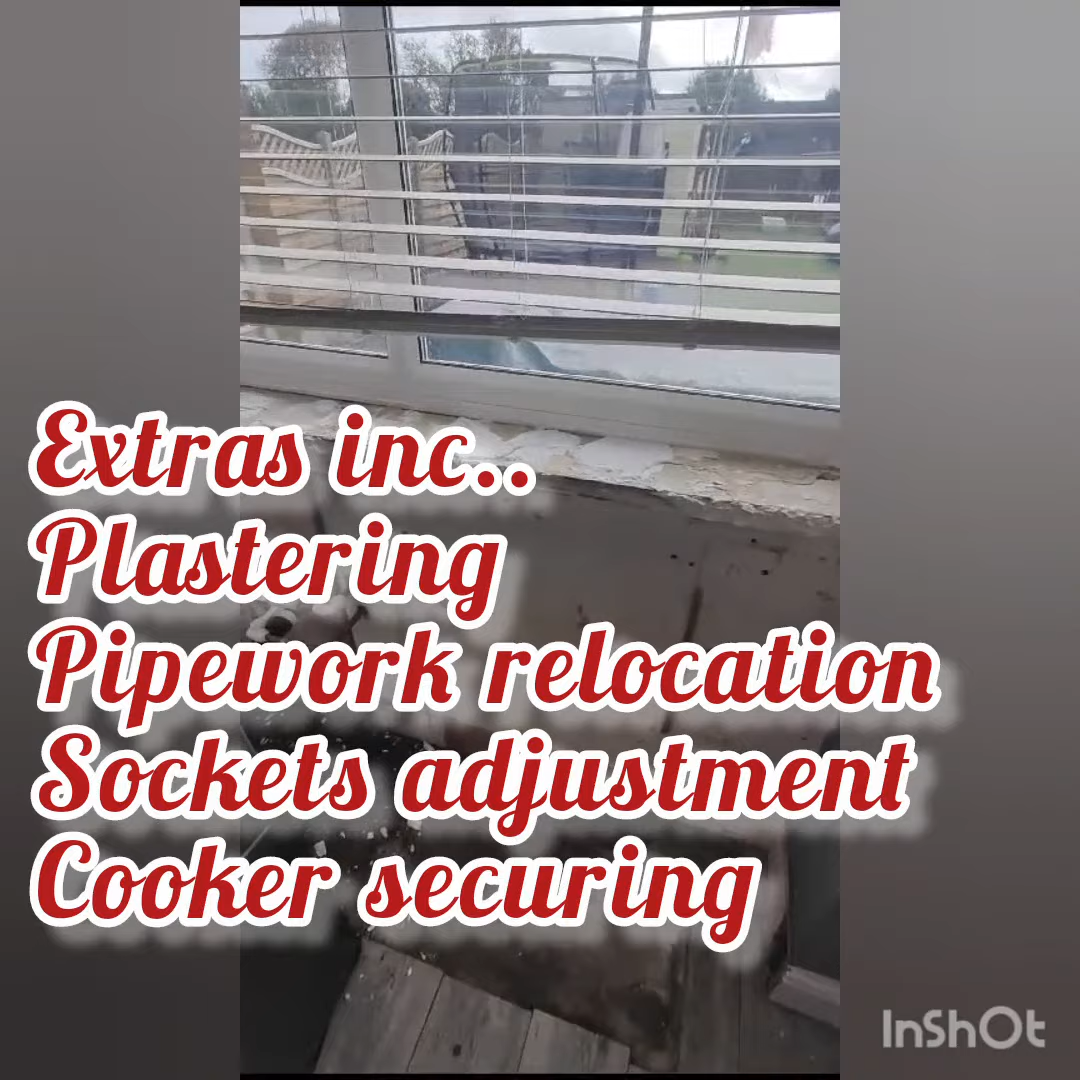 Extras inc..
Plastering
Pipework relocation
Sockets adjustment
Cooker securing
InShOt